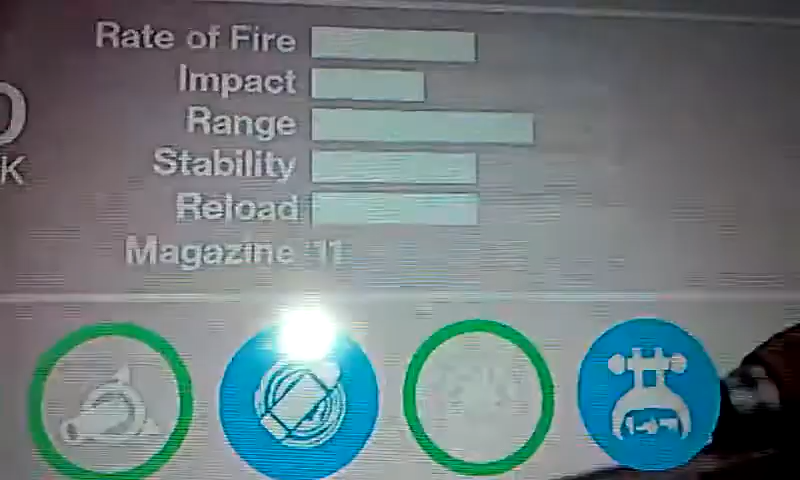 Rate of Fire
Impact
Range
K
Stability
Reload
Magazine 11